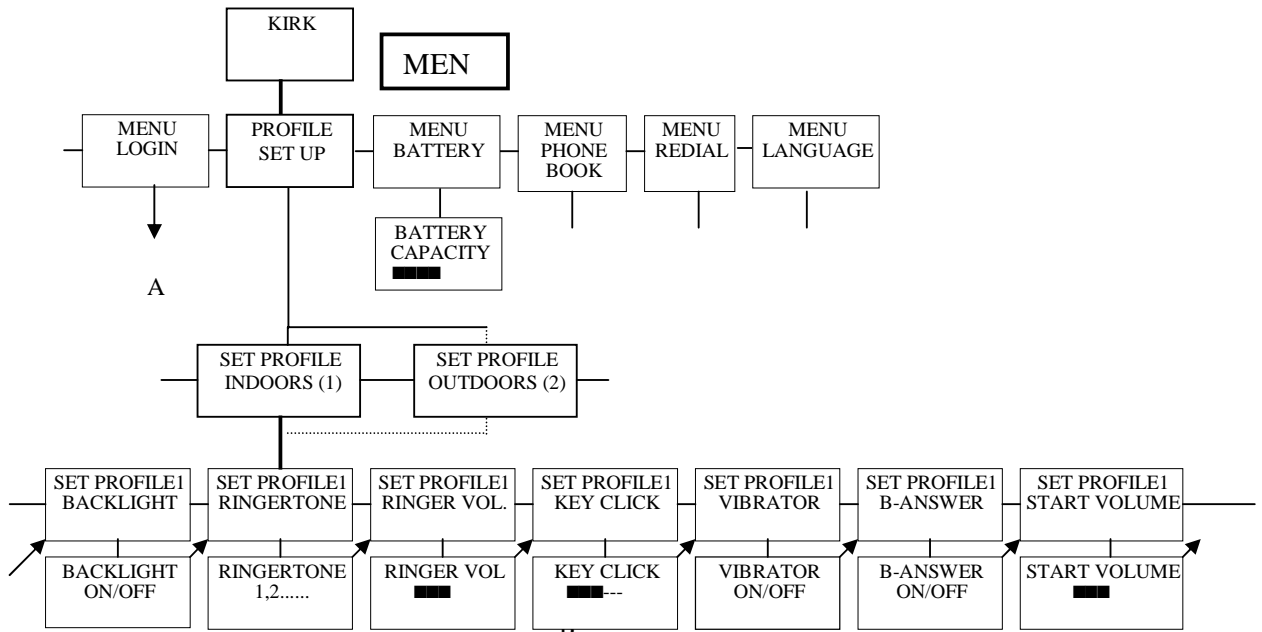 KIRK
MEN
MENU
LOGIN
PROFILE
SET UP
MENU
BATTERY
MENU
PHONE
BOOK
MENU
REDIAL
MENU
LANGUAGE
BATTERY
CAPACITY
A
SET PROFILE
INDOORS (1)
SET PROFILE
OUTDOORS (2)
SET PROFILE1
BACKLIGHT
SET PROFILE1
RINGERTONE
SET PROFILE1
RINGER VOL.
SET PROFILE1
KEY CLICK
SET PROFILE1
VIBRATOR
SET PROFILE1
B-ANSWER
SET PROFILE1
START VOLUME
BACKLIGHT
ON/OFF
RINGERTONE
1,2......
RINGER VOL
KEY CLICK
---
VIBRATOR
ON/OFF
B-ANSWER
ON/OFF
START VOLUME